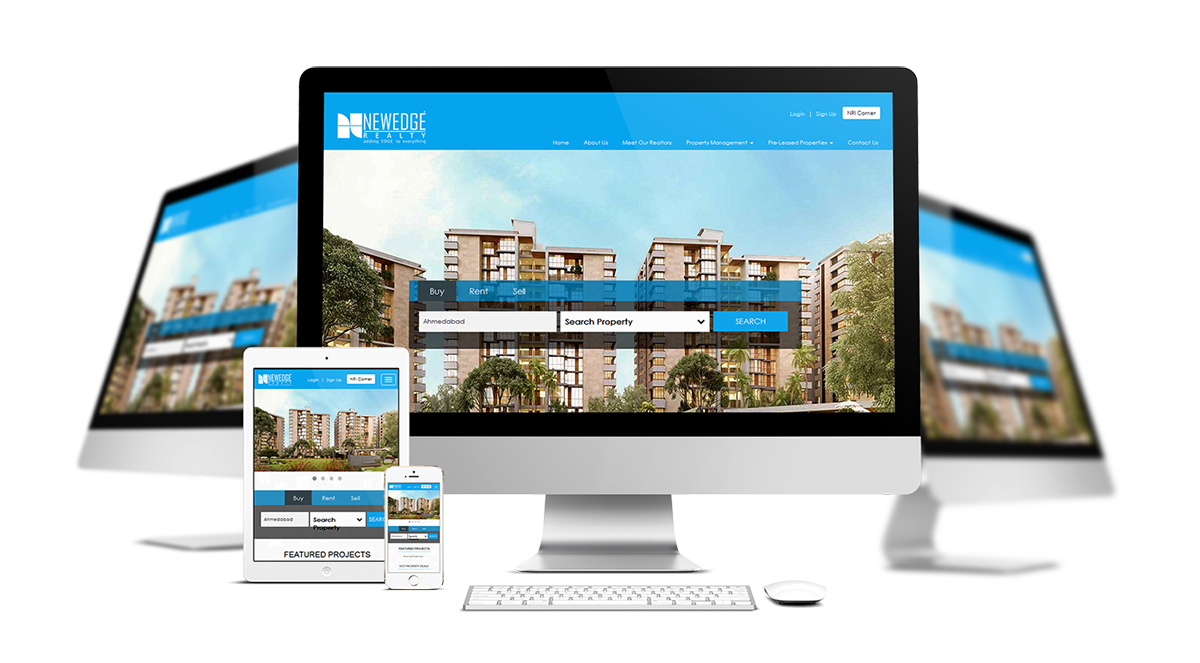 NEWEDGE
REALTY
adding EDGE to everything
Login | Sign Up NRI Corner
Home About Us Meet Our Realtors Property Management Pre-Leased Properties Contact Us
Buy Rent Sell
Ahmedabad Search Property SEARCH
NEWEDGE
Login | Sign Up NRI Corner
Buy Rent Sell
Ahmedabad Search Property SEARC
FEATURED PROJECTS
FEATURED PROJECTS
HOT PROPERTY DEALS